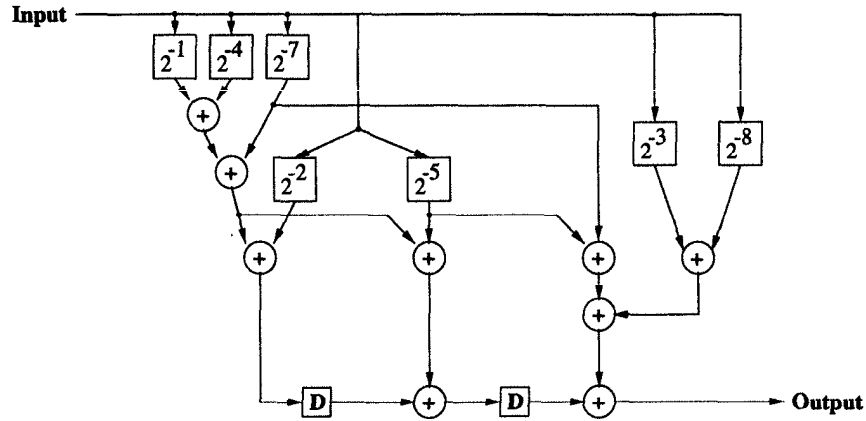 Input
2^-1 2^-4 2^-7
+
2^-3 2^-8
+
2^-2 2^-5
+ + + +
+
D + D + Output